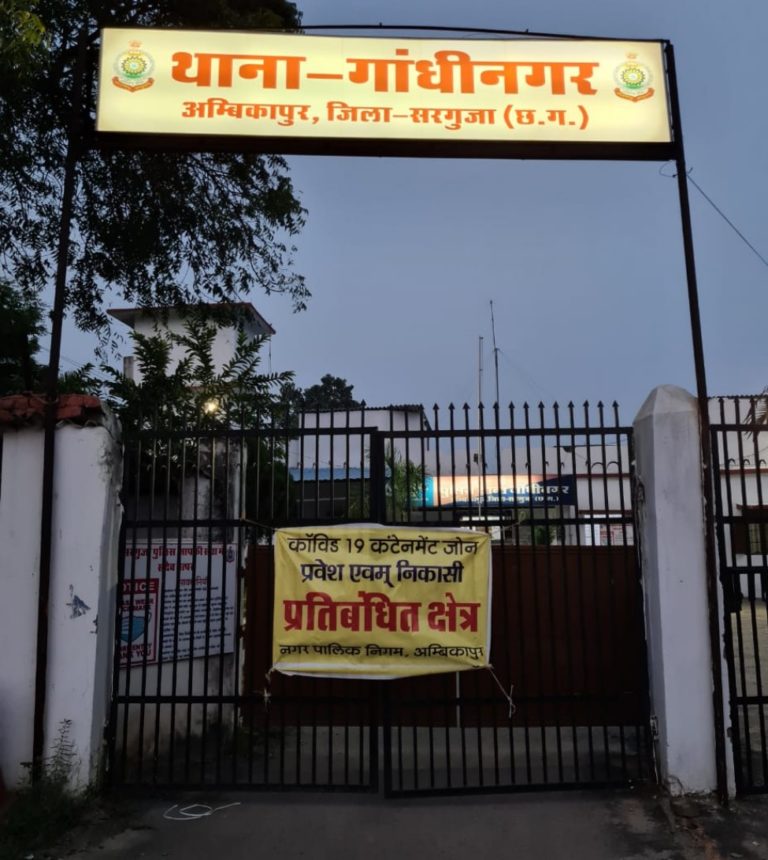 थाना-गांधीनगर
अम्बिकापुर, जिला-सरगुजा (छ.ग.)
कॉविड 19 कंटेनमेंट जोन
प्रवेश एवम् निकासी
प्रतिबंधित क्षेत्र
नगर पालिक निगम, अम्बिकापुर